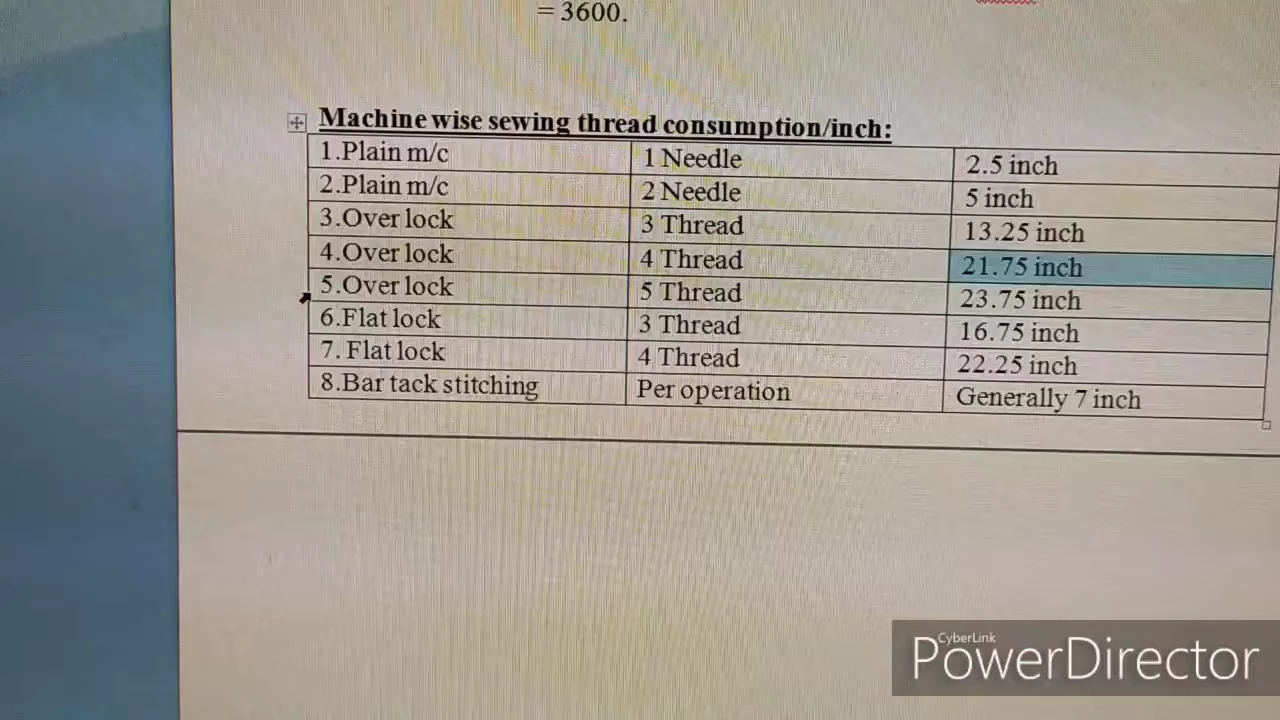 = 3600.
Machine wise sewing thread consumption/inch:
1.Plain m/c 1 Needle 2.5 inch
2.Plain m/c 2 Needle 5 inch
3.Over lock 3 Thread 13.25 inch
4.Over lock 4 Thread 21.75 inch
5.Over lock 5 Thread 23.75 inch
6.Flat lock 3 Thread 16.75 inch
7. Flat lock 4 Thread 22.25 inch
8.Bar tack stitching Per operation Generally 7 inch
CyberLink
PowerDirector